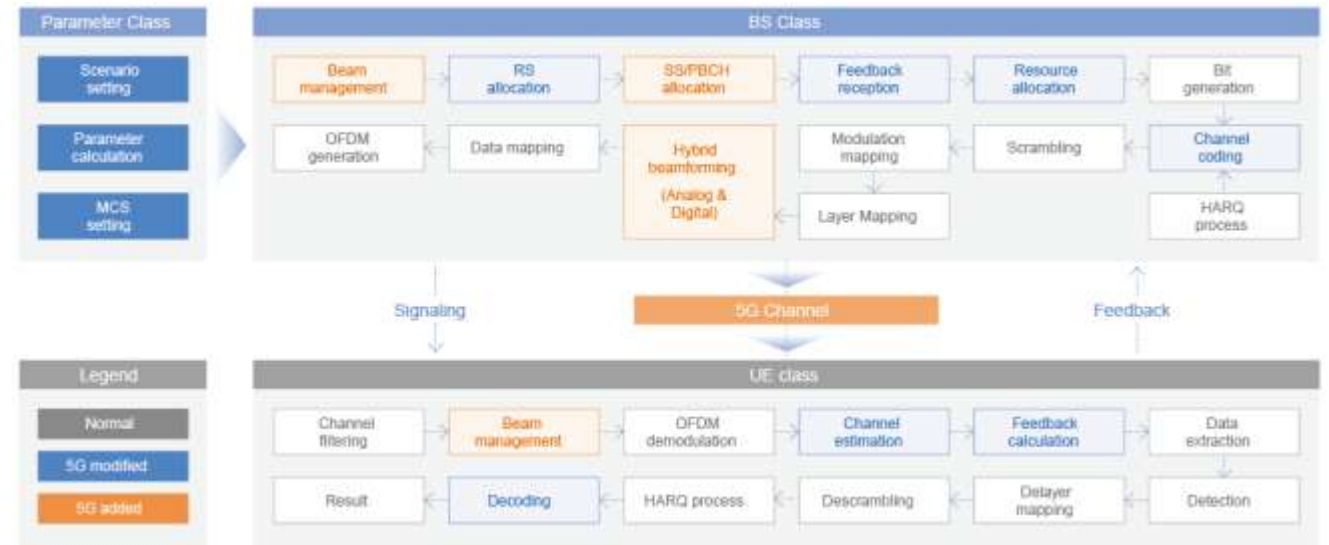 Parameter Class
Scenario
setting
Parameter
calculation
MCS
setting
BS Class
Beam
management
RS
allocation
SS/PBCH
allocation
Feedback
reception
Resource
allocation
Bit
generation
OFDM
generation
Data mapping
Hybrid
beamforming
(Analog &
Digital)
Modulation
mapping
Scrambling
Channel
coding
Layer Mapping
HARQ
process
Signaling
5G Channel
Feedback
Legend
Normal
5G modified
5G added
UE class
Channel
filtering
Beam
management
OFDM
demodulation
Channel
estimation
Feedback
calculation
Data
extraction
Result
Decoding
HARQ process
Descrambling
Delayer
mapping
Detection